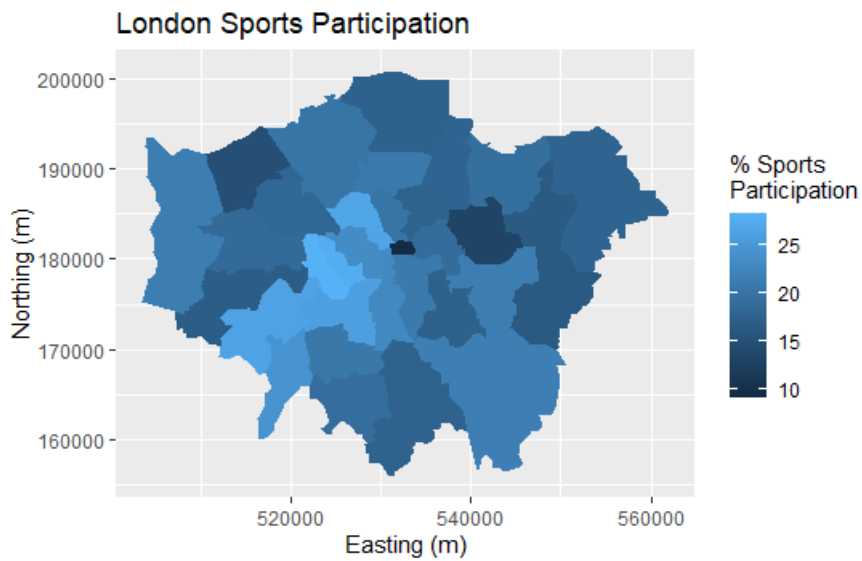 London Sports Participation
200000
190000
180000
170000
160000
Northing (m)
520000
540000
560000
Easting (m)
% Sports
Participation
25
20
15
10